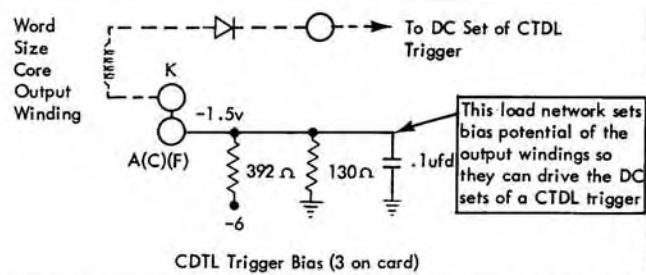 Word
Size
Core
Output
Winding
To DC Set of CTDL
Trigger
K
-1.5v
A(C)(F)
392 Ω
130Ω
.1ufd
-6
This load network sets
bias potential of the
output windings so
they can drive the DC
sets of a CTDL trigger
CDTL Trigger Bias (3 on card)